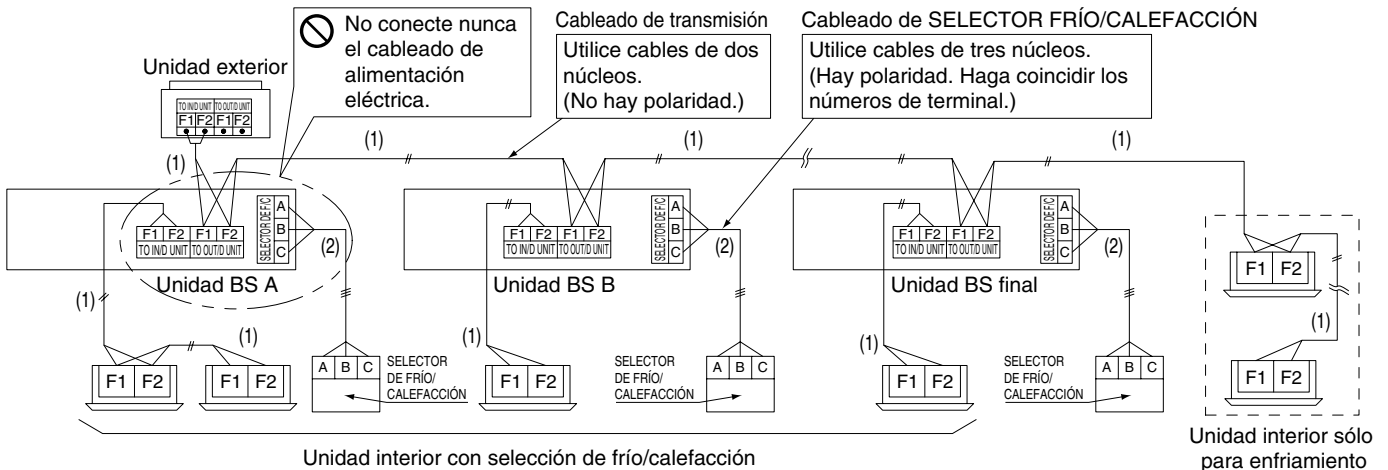 No conecte nunca
el cableado de
alimentación
eléctrica.
Cableado de transmisión
Utilice cables de dos
núcleos.
(No hay polaridad.)
Cableado de SELECTOR FRÍO/CALEFACCIÓN
Utilice cables de tres núcleos.
(Hay polaridad. Haga coincidir los
números de terminal.)
Unidad exterior
TO IN/D UNIT TO OUT/D UNIT
F1 F2 F1 F2
(1) (1) (1) (1)
F1 F2 F1 F2
TO IN/D UNIT TO OUT/D UNIT
SELECTOR DE F/C
A
B
C
(2)
Unidad BS A
F1 F2 F1 F2
TO IN/D UNIT TO OUT/D UNIT
SELECTOR DE F/C
A
B
C
(2)
Unidad BS B
F1 F2 F1 F2
TO IN/D UNIT TO OUT/D UNIT
SELECTOR DE F/C
A
B
C
(2)
Unidad BS final
F1 F2
(1)
F1 F2
(1)
(1)
F1 F2
F1 F2
A B C
SELECTOR
DE FRÍO/
CALEFACCIÓN
(1)
F1 F2
SELECTOR
DE FRÍO/
CALEFACCIÓN
A B C
(1)
F1 F2
SELECTOR
DE FRÍO/
CALEFACCIÓN
A B C
Unidad interior con selección de frío/calefacción
Unidad interior sólo
para enfriamiento